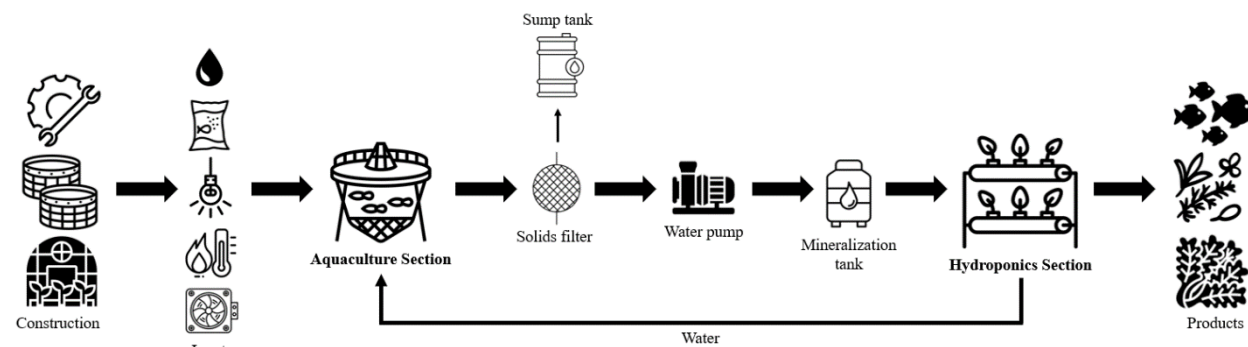 Sump tank
Solids filter
Water pump
Mineralization
tank
Aquaculture Section
Hydroponics Section
Construction
Products
Water